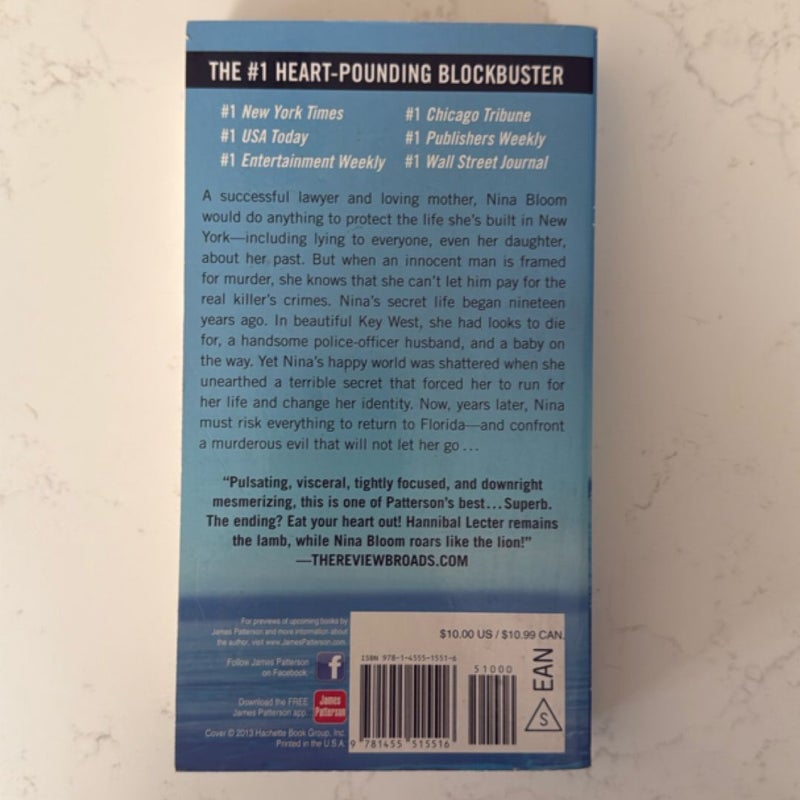 THE #1 HEART-POUNDING BLOCKBUSTER
#1 New York Times
#1 USA Today
#1 Entertainment Weekly
#1 Chicago Tribune
#1 Publishers Weekly
#1 Wall Street Journal
A successful lawyer and loving mother, Nina Bloom
would do anything to protect the life she's built in New
York—including lying to everyone, even her daughter,
about her past. But when an innocent man is framed
for murder, she knows that she can't let him pay for the
real killer's crimes. Nina's secret life began nineteen
years ago. In beautiful Key West, she had looks to die
for, a handsome police-officer husband, and a baby on
the way. Yet Nina's happy world was shattered when she
unearthed a terrible secret that forced her to run for
her life and change her identity. Now, years later, Nina
must risk everything to return to Florida—and confront
a murderous evil that will not let her go...
"Pulsating, visceral, tightly focused, and downright
mesmerizing, this is one of Patterson's best...Superb.
The ending? Eat your heart out! Hannibal Lecter remains
the lamb, while Nina Bloom roars like the lion!"
—THEREVIEWBROADS.COM
For previews of upcoming books by
James Patterson and more information about
the author, visit www.JamesPatterson.com.
Follow James Patterson
on Facebook.
f
Download the FREE
James Patterson app.
James
Patterson
Cover © 2013 Hachette Book Group, Inc.
Printed in the U.S.A.
$10.00 US / $10.99 CAN.
ISBN 978-1-4555-1551-6
51000
9 781455 515516
EAN
S